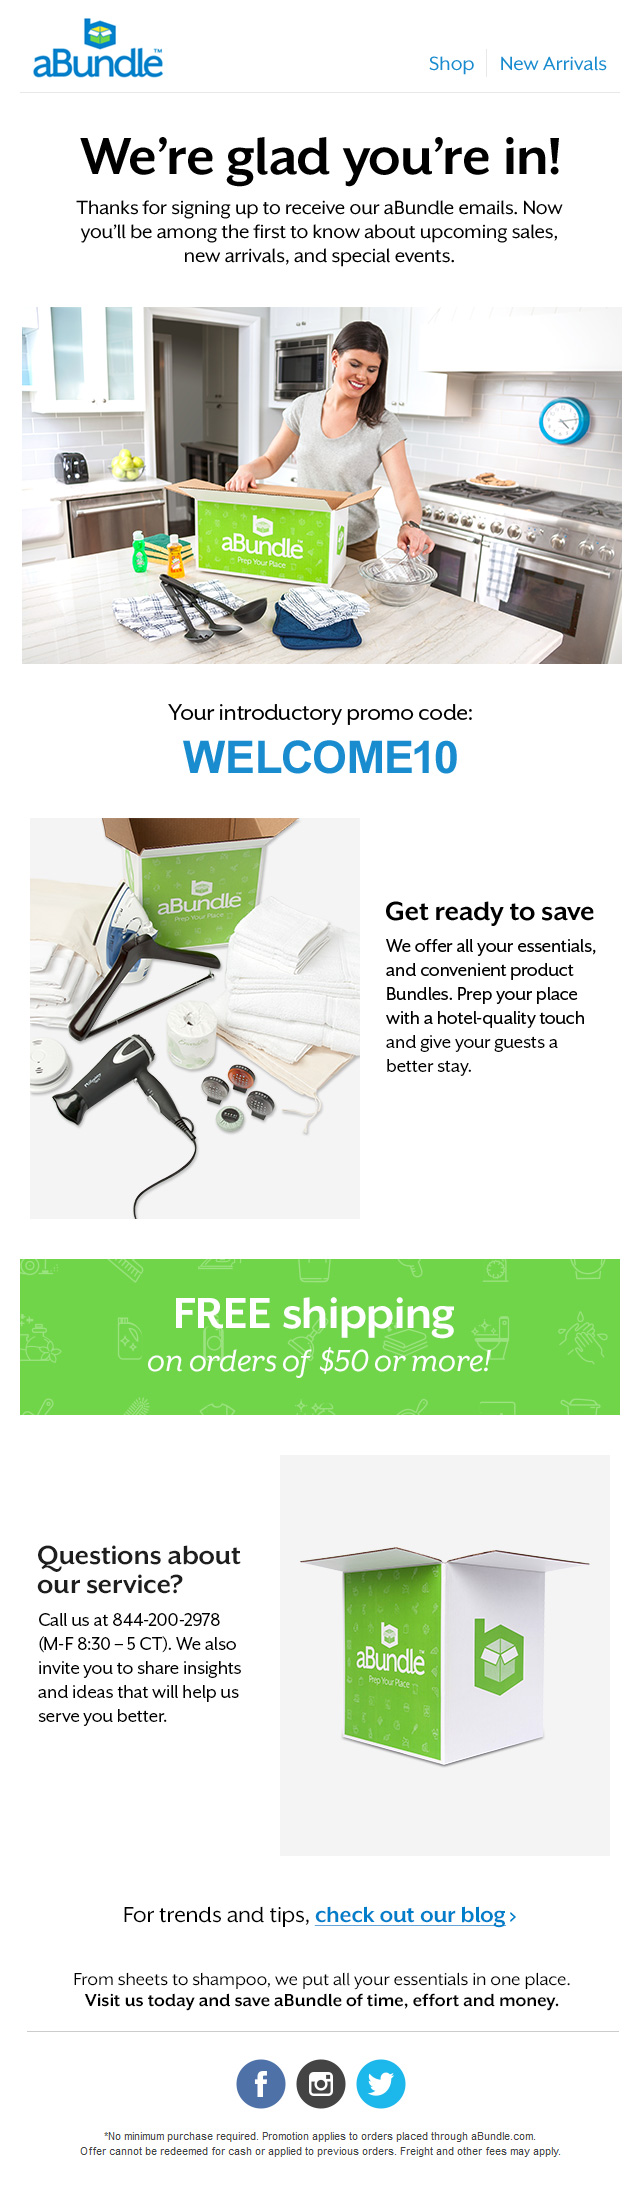 aBundle™
Shop
New Arrivals
We're glad you're in!
Thanks for signing up to receive our aBundle emails. Now
you'll be among the first to know about upcoming sales,
new arrivals, and special events.
aBundle™
Prep Your Place
Your introductory promo code:
WELCOME10
aBundle™
Prep Your Place
Get ready to save
We offer all your essentials,
and convenient product
Bundles. Prep your place
with a hotel-quality touch
and give your guests a
better stay.
FREE shipping
on orders of $50 or more!
Questions about
our service?
Call us at 844-200-2978
(M-F 8:30 – 5 CT). We also
invite you to share insights
and ideas that will help us
serve you better.
aBundle™
Prep Your Place
For trends and tips, check out our blog ›
From sheets to shampoo, we put all your essentials in one place.
Visit us today and save aBundle of time, effort and money.
*No minimum purchase required. Promotion applies to orders placed through aBundle.com.
Offer cannot be redeemed for cash or applied to previous orders. Freight and other fees may apply.